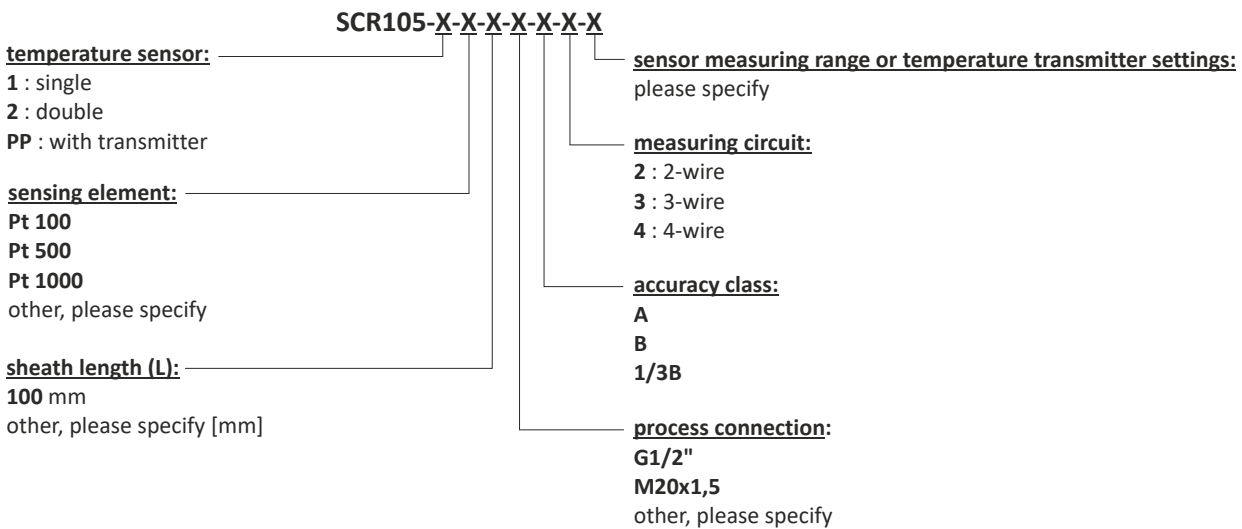 SCR105-X-X-X-X-X-X-X
temperature sensor:
1 : single
2 : double
PP : with transmitter
sensing element:
Pt 100
Pt 500
Pt 1000
other, please specify
sheath length (L):
100 mm
other, please specify [mm]
sensor measuring range or temperature transmitter settings:
please specify
measuring circuit:
2 : 2-wire
3 : 3-wire
4 : 4-wire
accuracy class:
A
B
1/3B
process connection:
G1/2"
M20x1,5
other, please specify